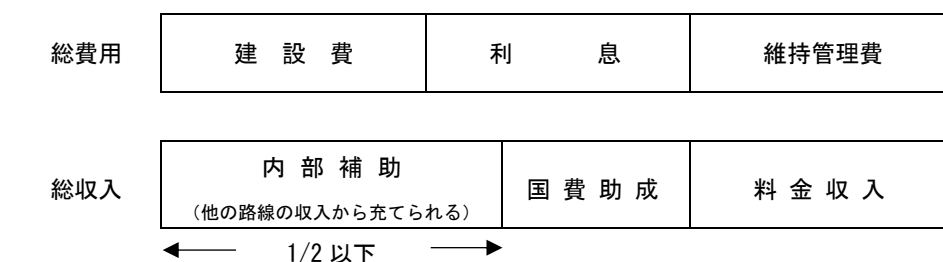 総費用 建設費 利息 維持管理費
総収入 内部補助 国費助成 料金収入
(他の路線の収入から充てられる)
1/2以下